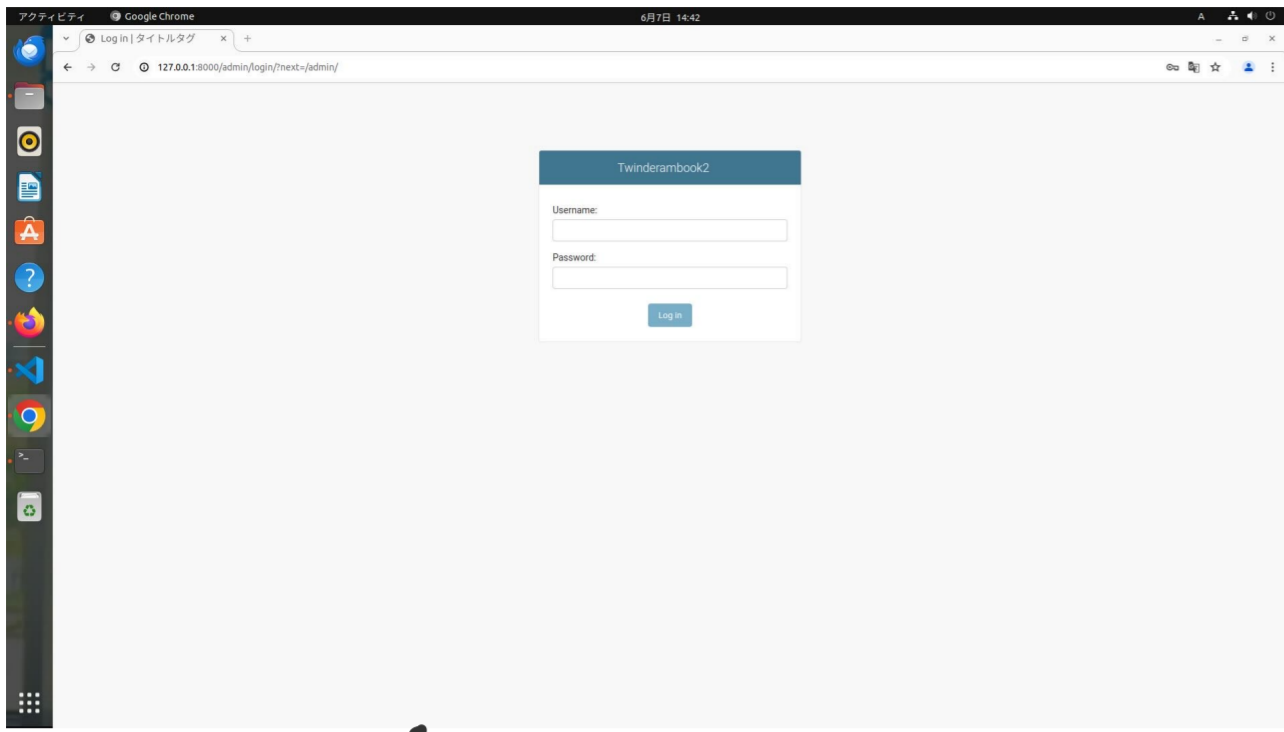 アクティビティ Google Chrome 6月7日 14:42 A
Log in | タイトルタグ
127.0.0.1:8000/admin/login/?next=/admin/
Twinderambook2
Username:
Password:
Log in